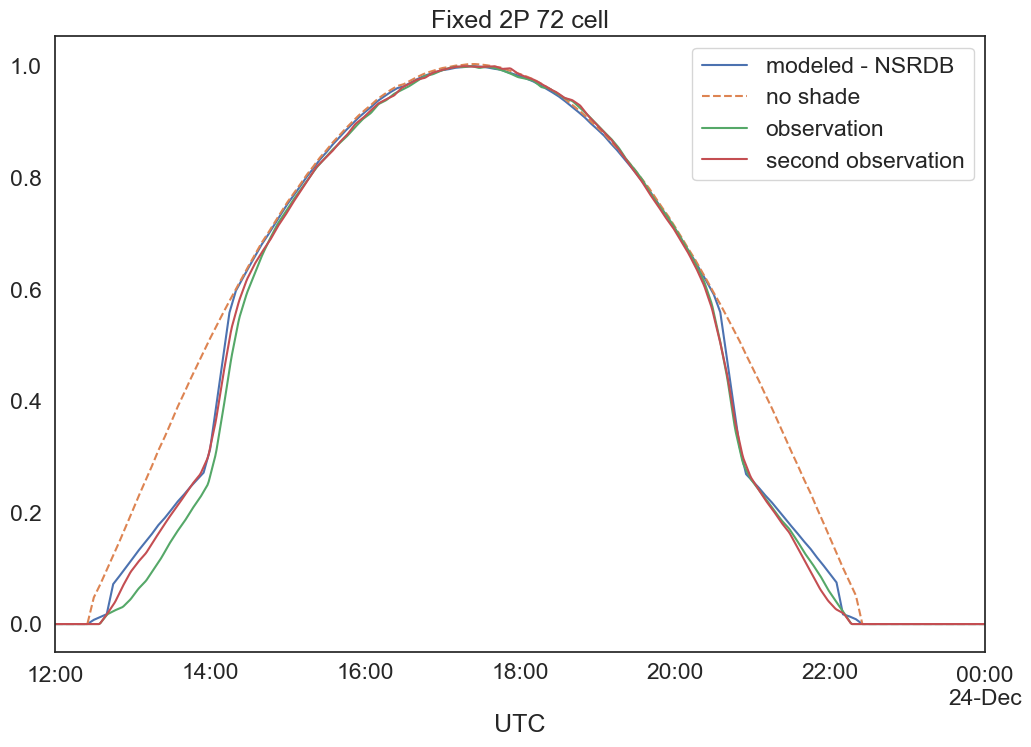 Fixed 2P 72 cell
modeled - NSRDB
no shade
observation
second observation
1.0
0.8
0.6
0.4
0.2
0.0
12:00 14:00 16:00 18:00 20:00 22:00 00:00
24-Dec
UTC